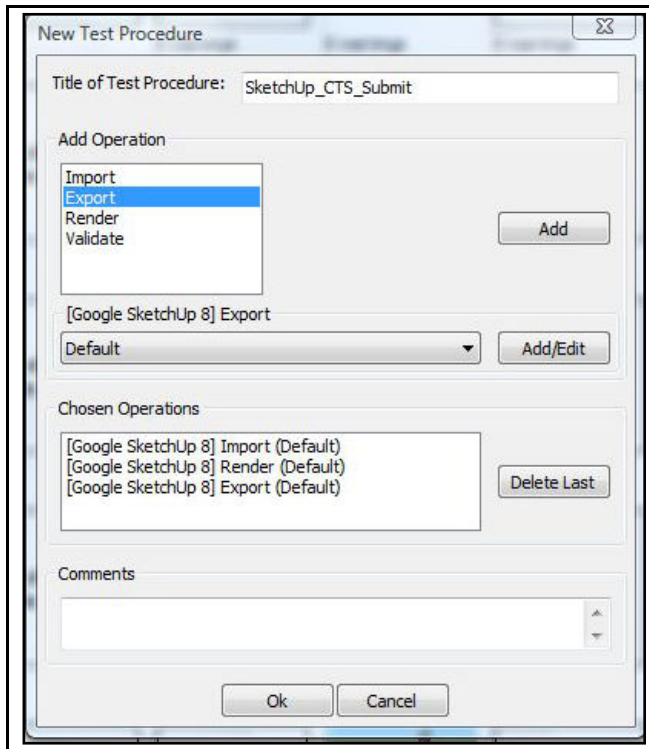 New Test Procedure
Title of Test Procedure: SketchUp_CTS_Submit
Add Operation
Import
Export
Render
Validate
Add
[Google SketchUp 8] Export
Default
Add/Edit
Chosen Operations
[Google SketchUp 8] Import (Default)
[Google SketchUp 8] Render (Default)
[Google SketchUp 8] Export (Default)
Delete Last
Comments
Ok
Cancel